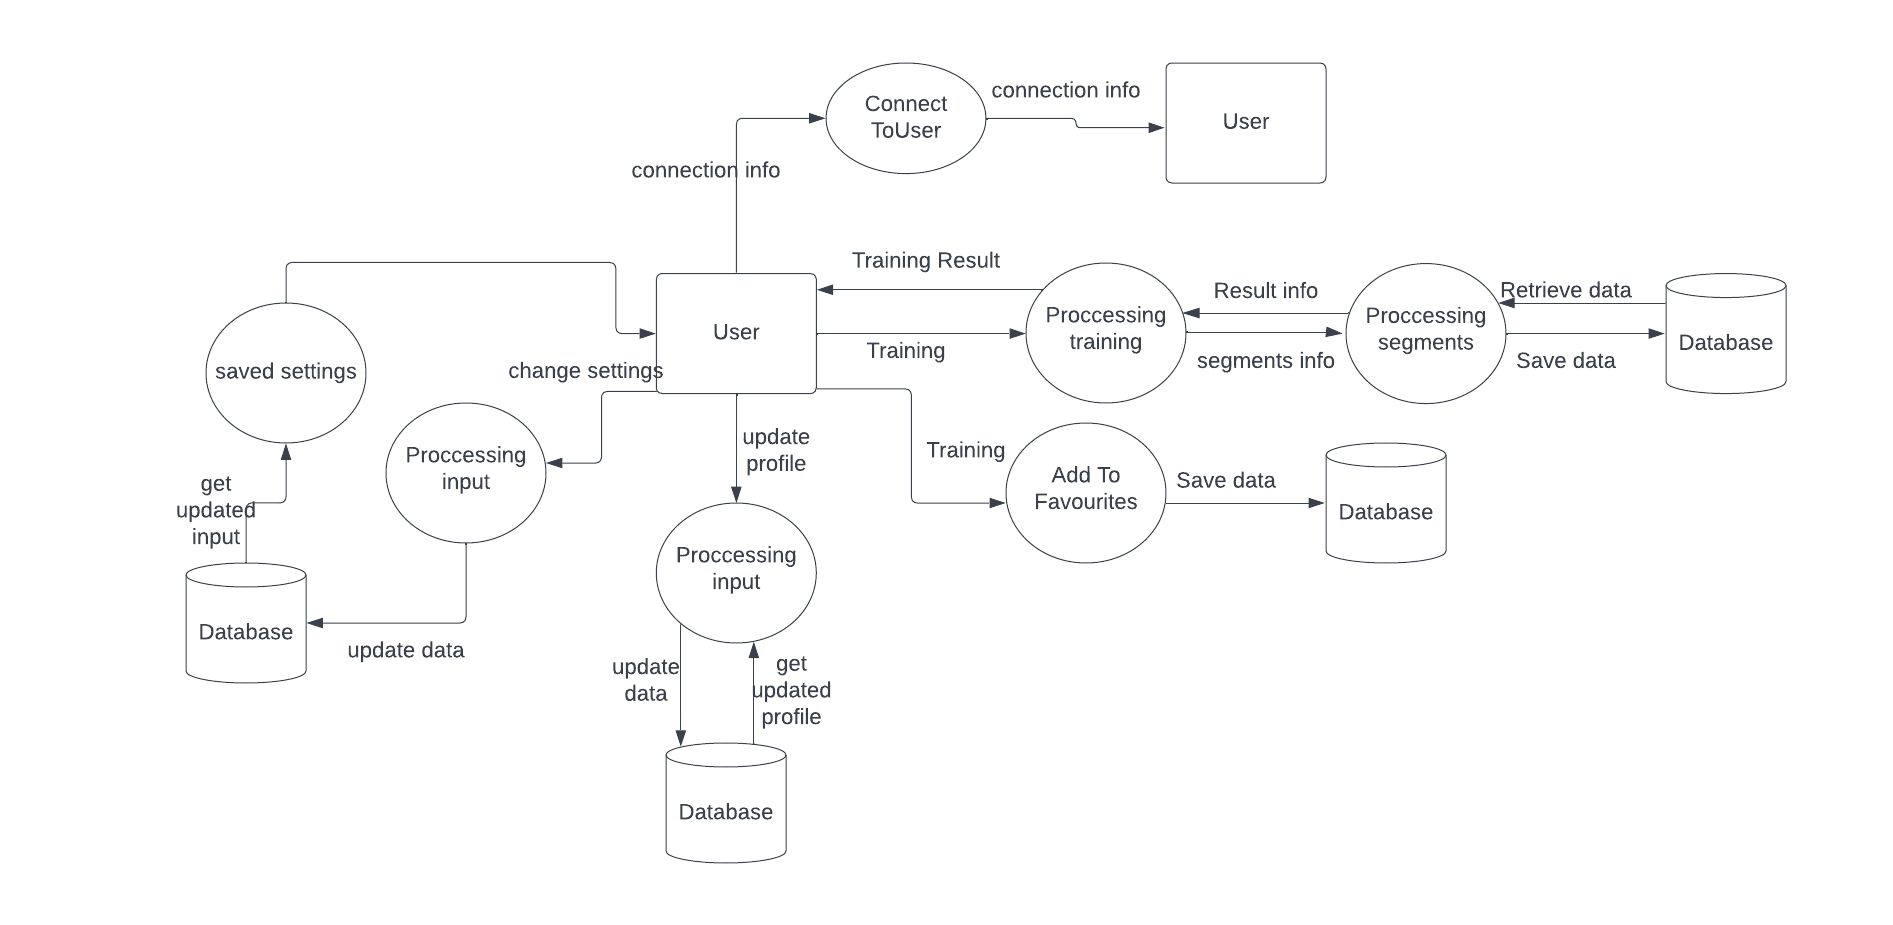 Connect
ToUser
connection info
User
connection info
Training Result
User
Training
Proccessing
training
Result info
segments info
Proccessing
segments
Retrieve data
Save data
Database
saved settings
change settings
Proccessing
input
update
profile
Training
Add To
Favourites
Save data
Database
get
updated
input
Database
update data
Proccessing
input
update
data
get
updated
profile
Database